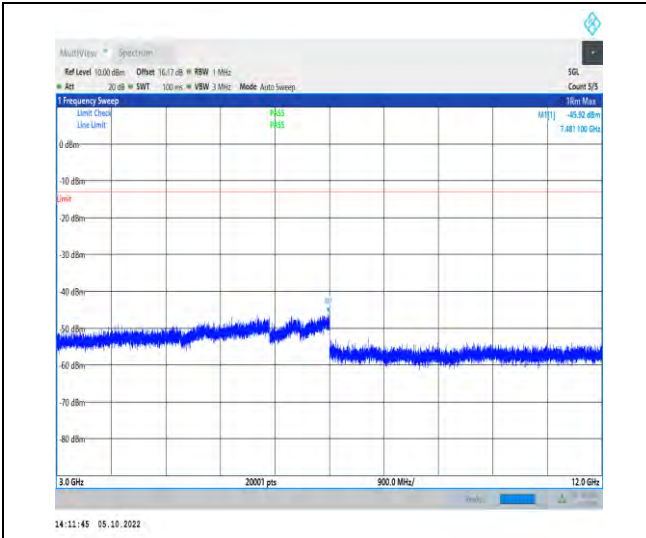 MultiView Spectrum
Ref Level 10.00 dBm Offset 16.17 dB RBW 1 MHz SGL
Att 20 dB SWT 100 ms VBW 3 MHz Mode Auto Sweep Count 5/5
1 Frequency Sweep 1Rm Max
Limit Check PASS M1[1] -45.92 dBm
Line Limit PASS 7.481 100 GHz
0 dBm
-10 dBm
Limit
-20 dBm
-30 dBm
-40 dBm
M1
-50 dBm
-60 dBm
-70 dBm
-80 dBm
3.0 GHz 20001 pts 900.0 MHz/ 12.0 GHz
14:11:45 05.10.2022